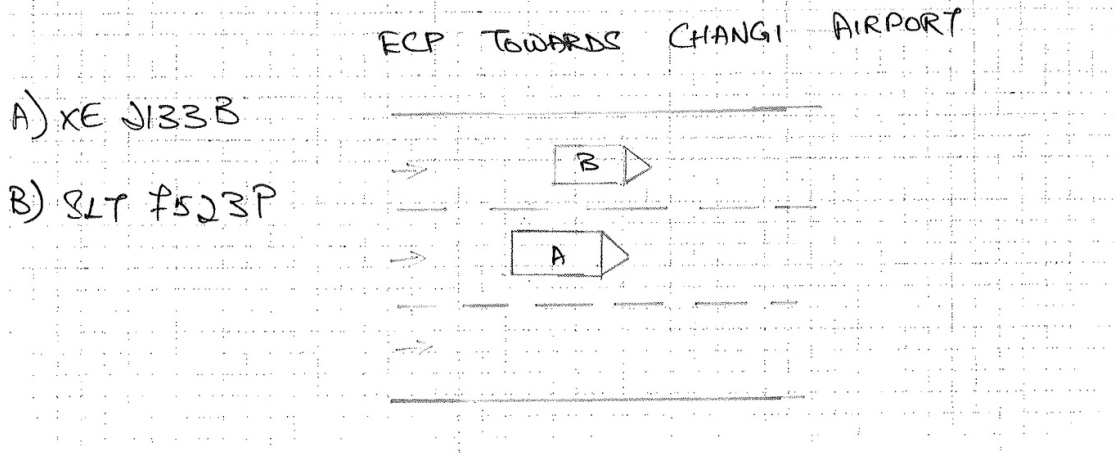 ECP TOWARDS CHANGI AIRPORT
A) XE 2133B
B) SLT 7523P
B
A